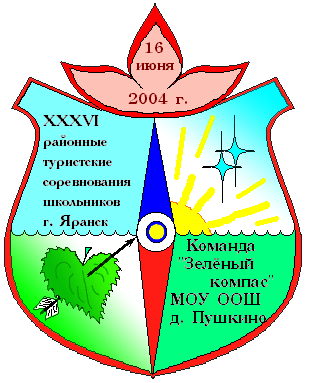 16
июня
2004 г.
XXXVI
районные
туристские
соревнования
школьников
г. Яранск
Команда
"Зелёный
компас"
МОУ ООШ
д. Пушкино